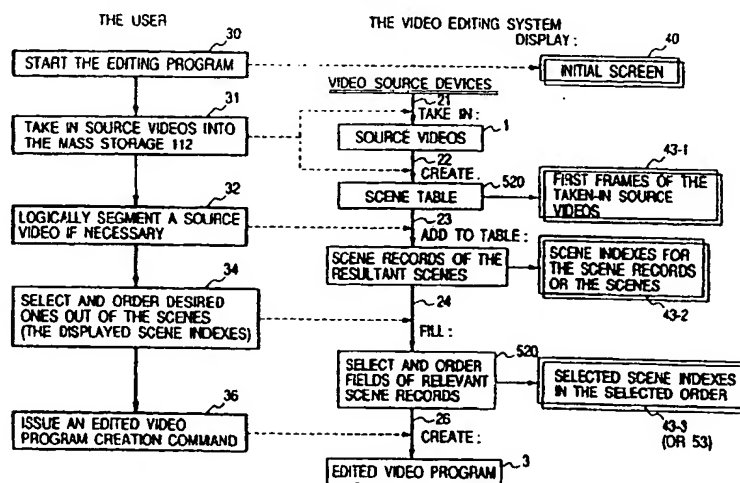 THE USER
THE VIDEO EDITING SYSTEM
DISPLAY:
30
START THE EDITING PROGRAM
40
INITIAL SCREEN
VIDEO SOURCE DEVICES
31
TAKE IN SOURCE VIDEOS INTO
THE MASS STORAGE 112
21
TAKE IN:
1
SOURCE VIDEOS
22
CREATE:
520
SCENE TABLE
43-1
FIRST FRAMES OF THE
TAKEN-IN SOURCE
VIDEOS
32
LOGICALLY SEGMENT A SOURCE
VIDEO IF NECESSARY
23
ADD TO TABLE:
SCENE RECORDS OF THE
RESULTANT SCENES
SCENE INDEXES FOR
THE SCENE RECORDS
OR THE SCENES
43-2
34
SELECT AND ORDER DESIRED
ONES OUT OF THE SCENES
(THE DISPLAYED SCENE INDEXES)
24
FILL:
520
SELECT AND ORDER
FIELDS OF RELEVANT
SCENE RECORDS
SELECTED SCENE INDEXES
IN THE SELECTED ORDER
43-3
(OR 53)
36
ISSUE AN EDITED VIDEO
PROGRAM CREATION COMMAND
26
CREATE:
3
EDITED VIDEO PROGRAM